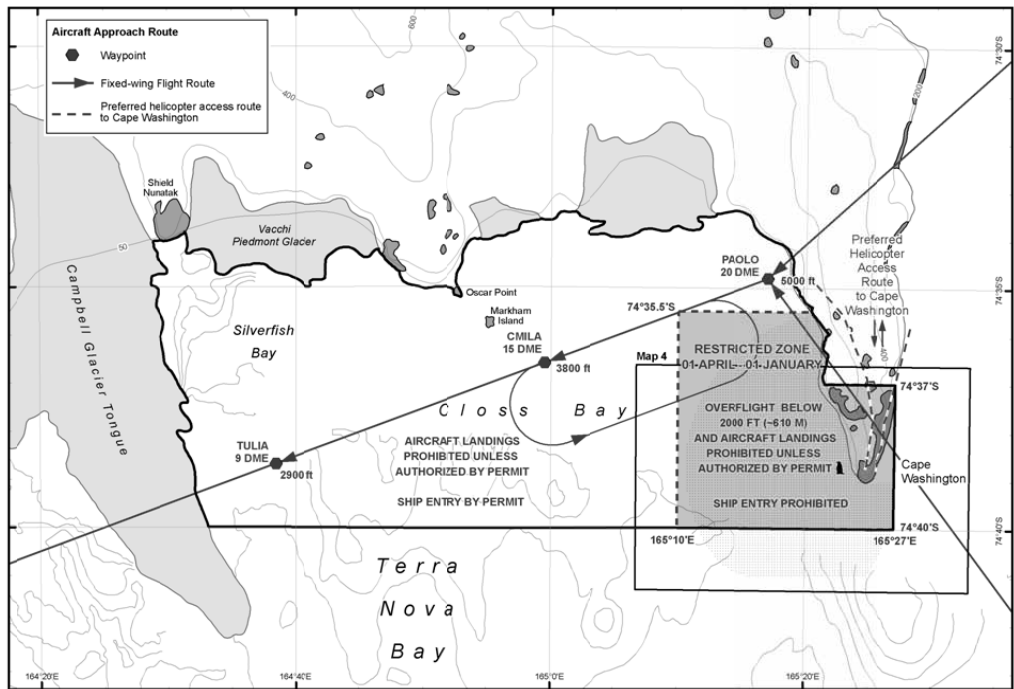 Aircraft Approach Route
Waypoint
Fixed-wing Flight Route
Preferred helicopter access route
to Cape Washington
600
400
200
74°30'S
Shield
Nunatak
Vacchi
Piedmont Glacier
50
Campbell Glacier Tongue
Silverfish
Bay
Oscar Point
Markham
Island
PAOLO
20 DME
5000 ft
Preferred
Helicopter
Access
Route
to Cape
Washington
400
74°35'S
74°35.5'S
CMILA
15 DME
3800 ft
Map 4
RESTRICTED ZONE
01 APRIL - 01 JANUARY
74°37'S
Closs Bay
OVERFLIGHT BELOW
2000 FT (~610 M)
AND AIRCRAFT LANDINGS
PROHIBITED UNLESS
AUTHORIZED BY PERMIT
SHIP ENTRY PROHIBITED
AIRCRAFT LANDINGS
PROHIBITED UNLESS
AUTHORIZED BY PERMIT
SHIP ENTRY BY PERMIT
TULIA
9 DME
2900 ft
Cape
Washington
74°40'S
74°40'S
165°10'E
165°27'E
Terra
Nova
Bay
164°20'E
164°40'E
165°0'E
165°20'E